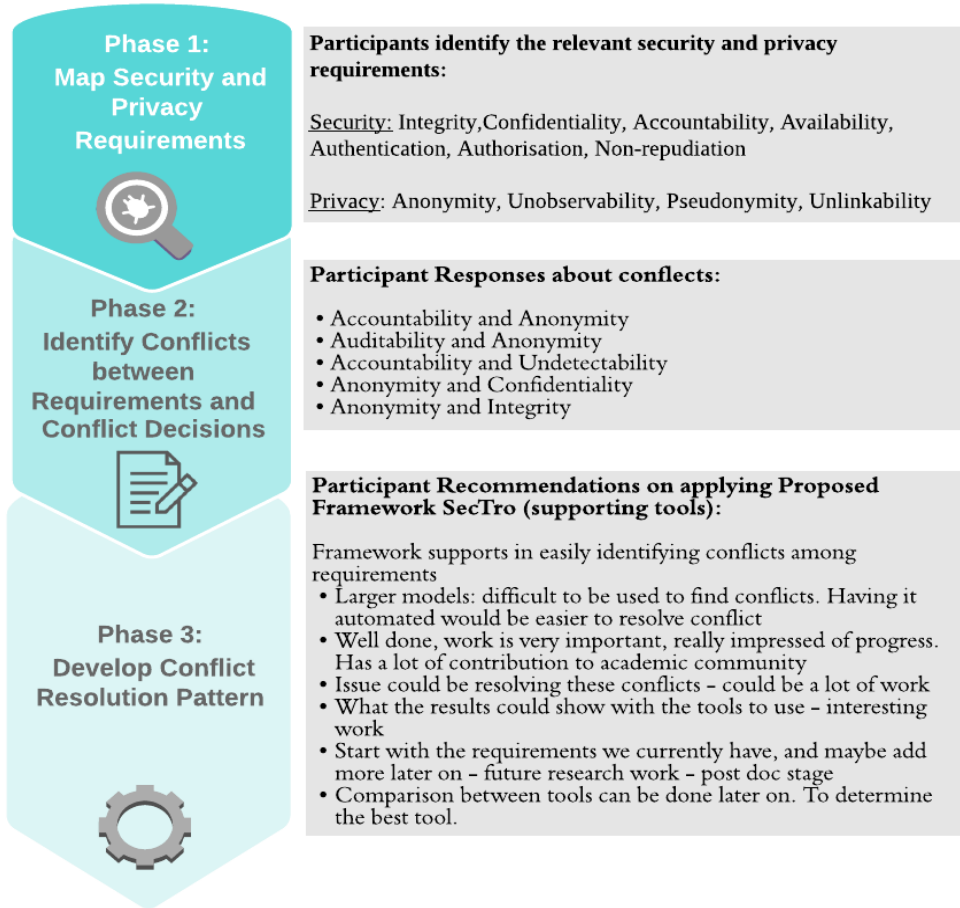 Phase 1:
Map Security and
Privacy
Requirements
Participants identify the relevant security and privacy
requirements:
Security: Integrity,Confidentiality, Accountability, Availability,
Authentication, Authorisation, Non-repudiation
Privacy: Anonymity, Unobservability, Pseudonymity, Unlinkability
Phase 2:
Identify Conflicts
between
Requirements and
Conflict Decisions
Participant Responses about conflects:
• Accountability and Anonymity
• Auditability and Anonymity
• Accountability and Undetectability
• Anonymity and Confidentiality
• Anonymity and Integrity
Phase 3:
Develop Conflict
Resolution Pattern
Participant Recommendations on applying Proposed
Framework SecTro (supporting tools):
Framework supports in easily identifying conflicts among
requirements
• Larger models: difficult to be used to find conflicts. Having it
automated would be easier to resolve conflict
• Well done, work is very important, really impressed of progress.
Has a lot of contribution to academic community
• Issue could be resolving these conflicts – could be a lot of work
• What the results could show with the tools to use – interesting
work
• Start with the requirements we currently have, and maybe add
more later on – future research work – post doc stage
• Comparison between tools can be done later on. To determine
the best tool.